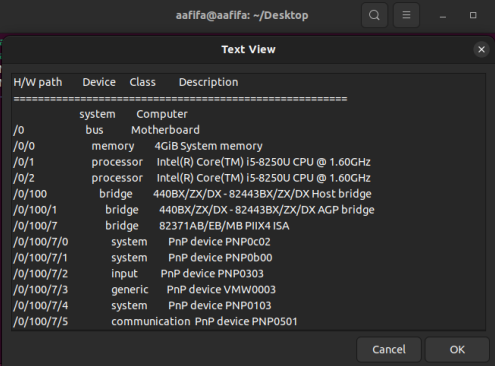 aafifa@aafifa: ~/Desktop
Text View
H/W path Device Class Description
========================================================
system Computer
/0 bus Motherboard
/0/0 memory 4GiB System memory
/0/1 processor Intel(R) Core(TM) i5-8250U CPU @ 1.60GHz
/0/2 processor Intel(R) Core(TM) i5-8250U CPU @ 1.60GHz
/0/100 bridge 440BX/ZX/DX - 82443BX/ZX/DX Host bridge
/0/100/1 bridge 440BX/ZX/DX - 82443BX/ZX/DX AGP bridge
/0/100/7 bridge 82371AB/EB/MB PIIX4 ISA
/0/100/7/0 system PnP device PNP0c02
/0/100/7/1 system PnP device PNP0b00
/0/100/7/2 input PnP device PNP0303
/0/100/7/3 generic PnP device VMW0003
/0/100/7/4 system PnP device PNP0103
/0/100/7/5 communication PnP device PNP0501
Cancel OK